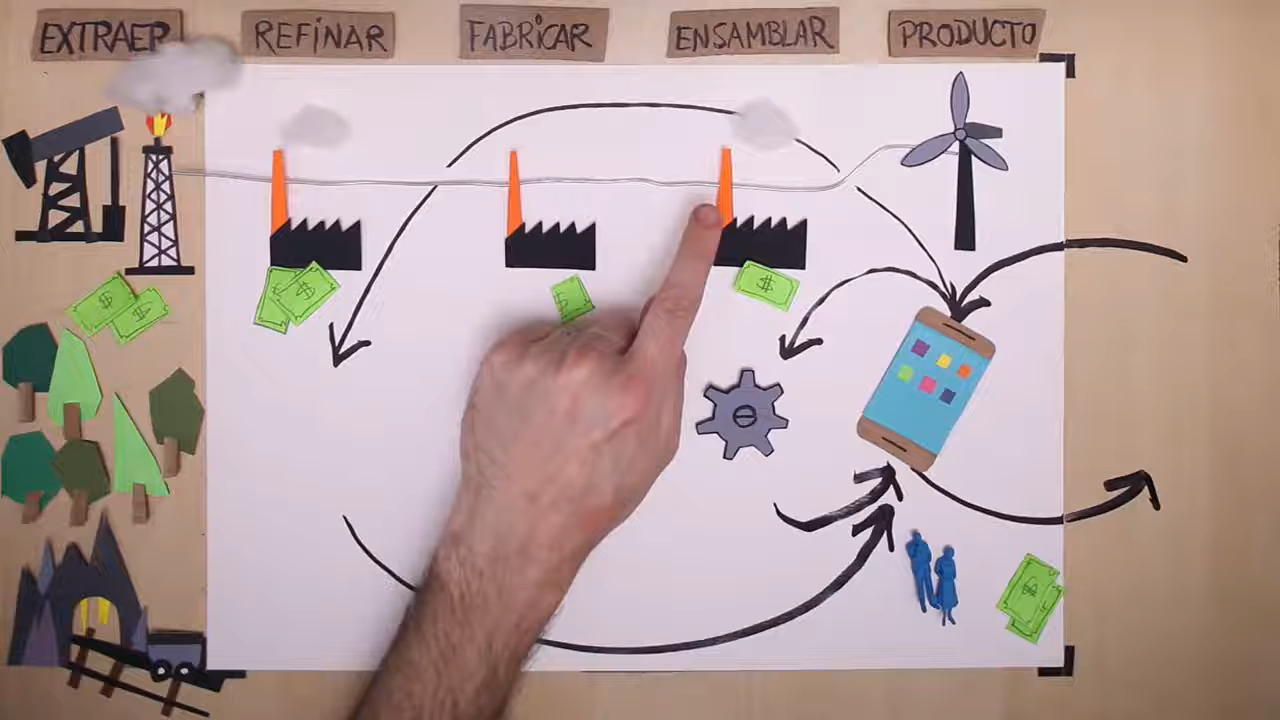 EXTRAER
REFINAR
FABRICAR
ENSAMBLAR
PRODUCTO
$
$
$
$
$
$